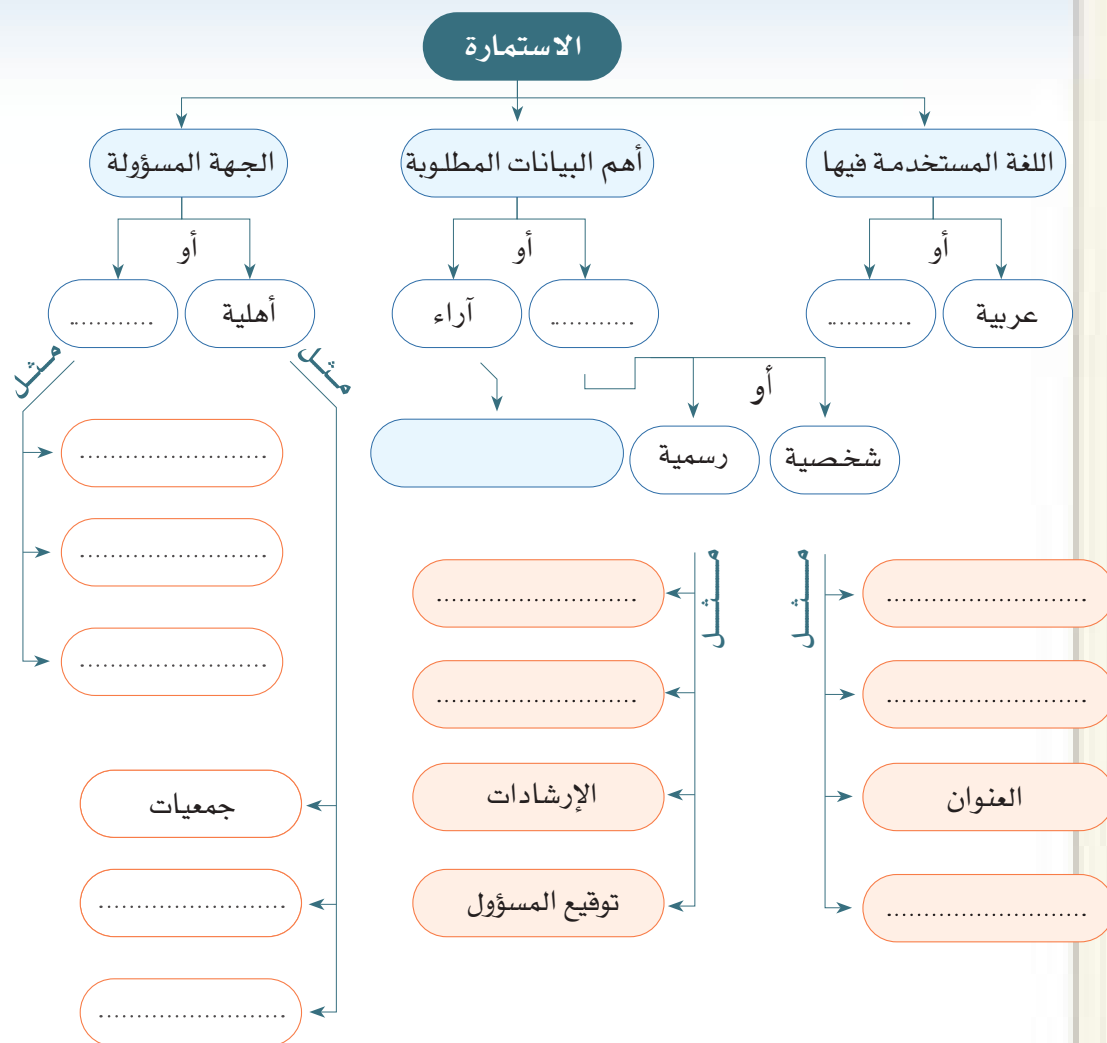 الاستمارة
اللغة المستخدمة فيها
أهم البيانات المطلوبة
الجهة المسؤولة
أو
أو
أو
عربية
............
............
آراء
أهلية
............
مثل
مثل
أو
شخصية
رسمية
..........................
..........................
..........................
مثل
مثل
..........................
..........................
..........................
..........................
العنوان
الإرشادات
جمعيات
..........................
توقيع المسؤول
..........................
..........................